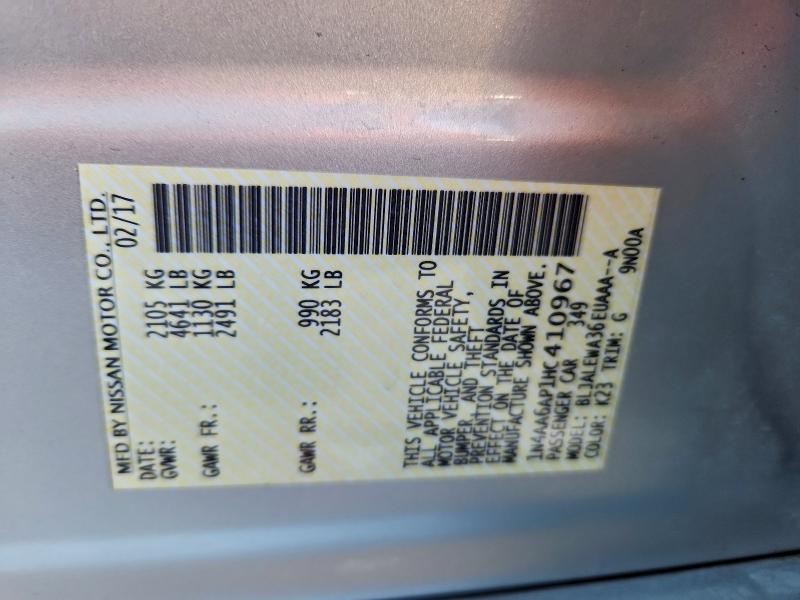 MFD BY NISSAN MOTOR CO., LTD.
DATE: 02/17
GVWR: 2105 KG
4641 LB
GAWR FR.: 1130 KG
2491 LB
GAWR RR.: 990 KG
2183 LB
THIS VEHICLE CONFORMS TO
ALL APPLICABLE FEDERAL
MOTOR VEHICLE SAFETY,
BUMPER, AND THEFT
PREVENTION STANDARDS IN
EFFECT ON THE DATE OF
MANUFACTURE SHOWN ABOVE.
1N4AA6AP1HC410967
PASSENGER CAR 349
MODEL: BLJALEWA36EUAAA--A
COLOR: K23 TRIM: G 9N00A